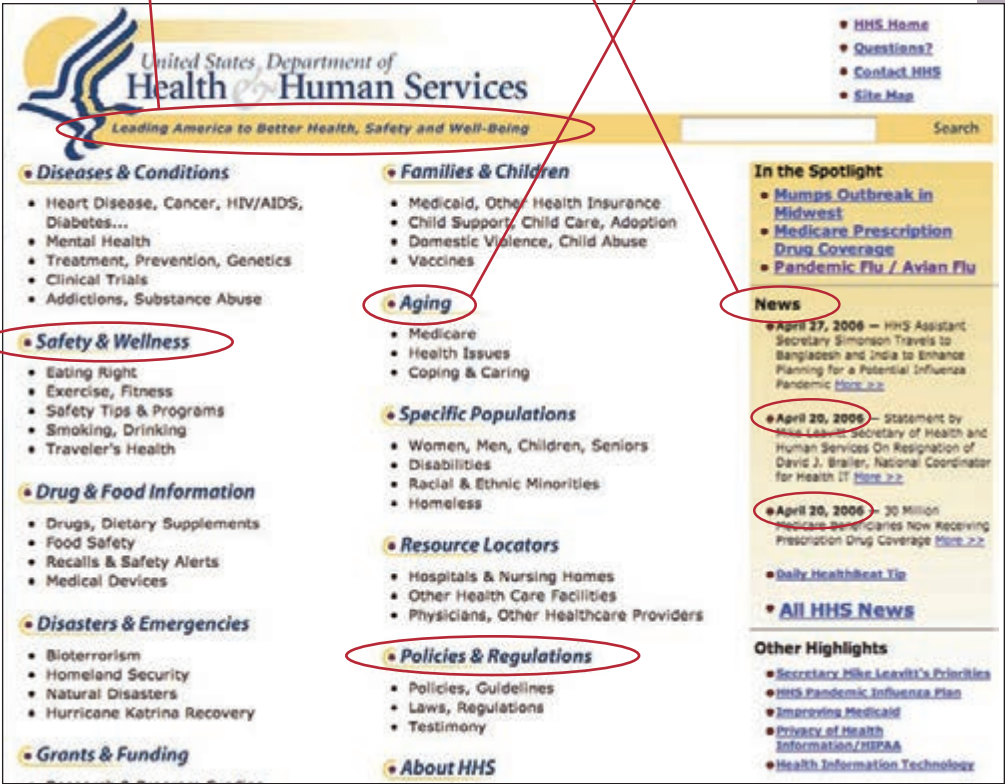 United States Department of
Health & Human Services
HHS Home
Questions?
Contact HHS
Site Map
Leading America to Better Health, Safety and Well-Being
Search
Diseases & Conditions
Heart Disease, Cancer, HIV/AIDS,
Diabetes...
Mental Health
Treatment, Prevention, Genetics
Clinical Trials
Addictions, Substance Abuse
Safety & Wellness
Eating Right
Exercise, Fitness
Safety Tips & Programs
Smoking, Drinking
Traveler's Health
Drug & Food Information
Drugs, Dietary Supplements
Food Safety
Recalls & Safety Alerts
Medical Devices
Disasters & Emergencies
Bioterrorism
Homeland Security
Natural Disasters
Hurricane Katrina Recovery
Grants & Funding
Families & Children
Medicaid, Other Health Insurance
Child Support, Child Care, Adoption
Domestic Violence, Child Abuse
Vaccines
Aging
Medicare
Health Issues
Coping & Caring
Specific Populations
Women, Men, Children, Seniors
Disabilities
Racial & Ethnic Minorities
Homeless
Resource Locators
Hospitals & Nursing Homes
Other Health Care Facilities
Physicians, Other Healthcare Providers
Policies & Regulations
Policies, Guidelines
Laws, Regulations
Testimony
About HHS
In the Spotlight
Mumps Outbreak in
Midwest
Medicare Prescription
Drug Coverage
Pandemic Flu / Avian Flu
News
April 27, 2006 — HHS Assistant
Secretary Simonson Travels to
Bangladesh and India to Enhance
Planning for a Potential Influenza
Pandemic More >>
April 20, 2006 — Statement by
Mike Leavitt Secretary of Health and
Human Services On Resignation of
David J. Brailer, National Coordinator
for Health IT More >>
April 20, 2006 — 30 Million
Medicare Beneficiaries Now Receiving
Prescription Drug Coverage More >>
Daily HealthBeat Tip
All HHS News
Other Highlights
Secretary Mike Leavitt's Priorities
HHS Pandemic Influenza Plan
Improving Medicaid
Privacy of Health
Information/HIPAA
Health Information Technology